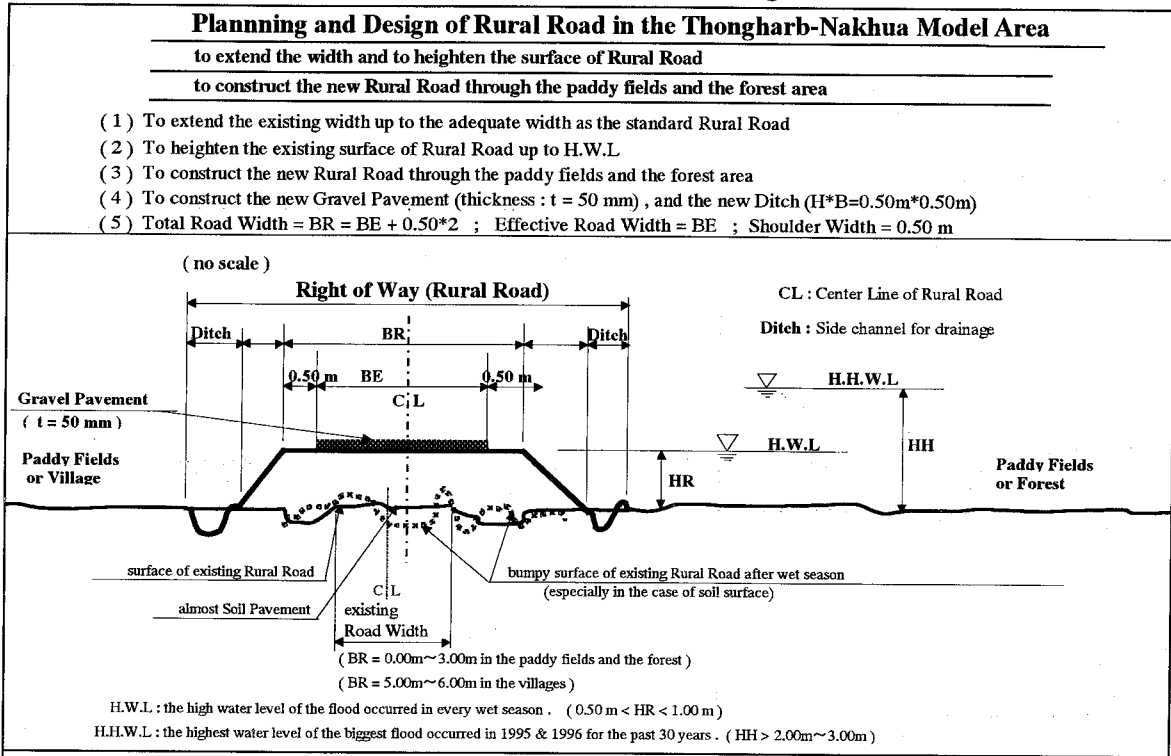 Plannning and Design of Rural Road in the Thongharb-Nakhua Model Area
to extend the width and to heighten the surface of Rural Road
to construct the new Rural Road through the paddy fields and the forest area
( 1 ) To extend the existing width up to the adequate width as the standard Rural Road
( 2 ) To heighten the existing surface of Rural Road up to H.W.L
( 3 ) To construct the new Rural Road through the paddy fields and the forest area
( 4 ) To construct the new Gravel Pavement (thickness : t = 50 mm) , and the new Ditch (H*B=0.50m*0.50m)
( 5 ) Total Road Width = BR = BE + 0.50*2 ; Effective Road Width = BE ; Shoulder Width = 0.50 m
( no scale )
Right of Way (Rural Road)
CL : Center Line of Rural Road
Ditch BR Ditch
Ditch : Side channel for drainage
0.50 m BE 0.50 m
H.H.W.L
C L
Gravel Pavement
( t = 50 mm )
H.W.L
HH
Paddy Fields
or Village
HR
Paddy Fields
or Forest
surface of existing Rural Road
bumpy surface of existing Rural Road after wet season
(especially in the case of soil surface)
C L
almost Soil Pavement
existing
Road Width
( BR = 0.00m~3.00m in the paddy fields and the forest )
( BR = 5.00m~6.00m in the villages )
H.W.L : the high water level of the flood occurred in every wet season . ( 0.50 m < HR < 1.00 m )
H.H.W.L : the highest water level of the biggest flood occurred in 1995 & 1996 for the past 30 years . ( HH > 2.00m~3.00m )